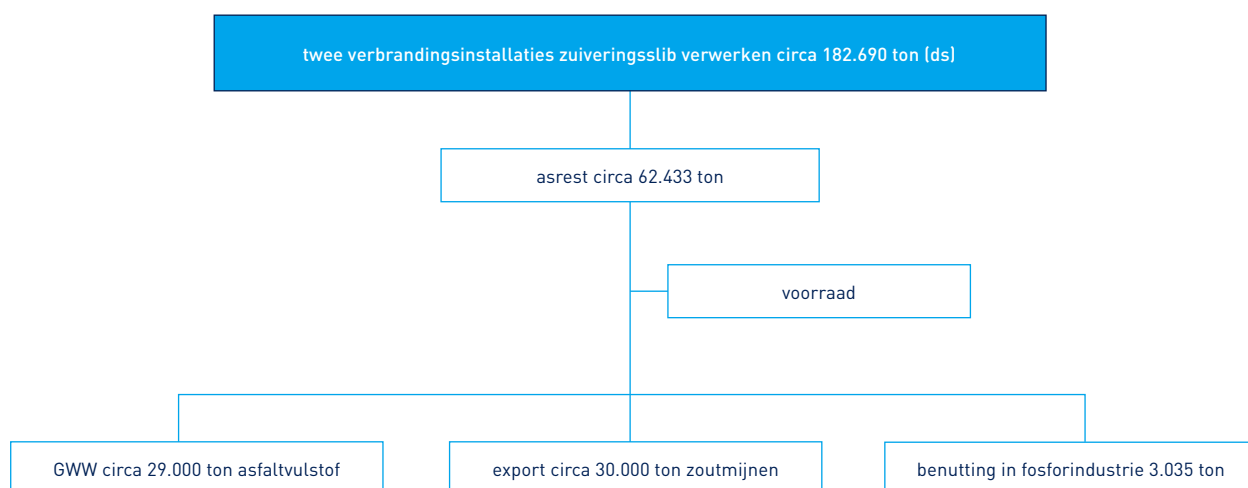 twee verbrandingsinstallaties zuiveringsslib verwerken circa 182.690 ton (ds)
asrest circa 62.433 ton
voorraad
GWW circa 29.000 ton asfaltvulstof
export circa 30.000 ton zoutmijnen
benutting in fosforindustrie 3.035 ton